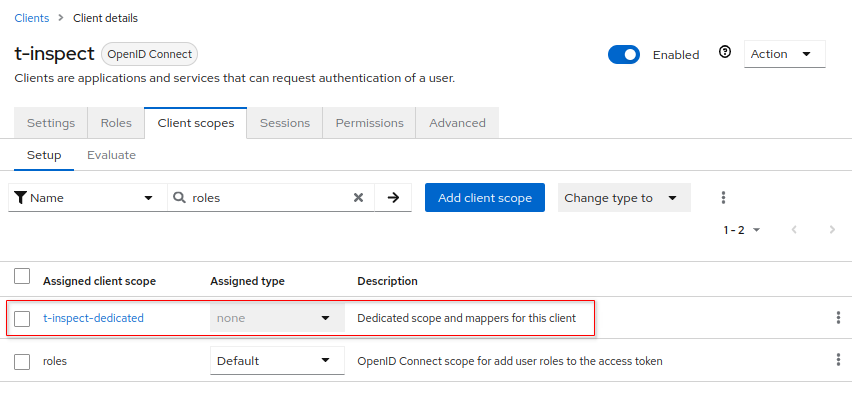 Clients > Client details
t-inspect OpenID Connect
Enabled Action
Clients are applications and services that can request authentication of a user.
Settings Roles Client scopes Sessions Permissions Advanced
Setup Evaluate
Name roles Add client scope Change type to
1 - 2
Assigned client scope Assigned type Description
t-inspect-dedicated none Dedicated scope and mappers for this client
roles Default OpenID Connect scope for add user roles to the access token